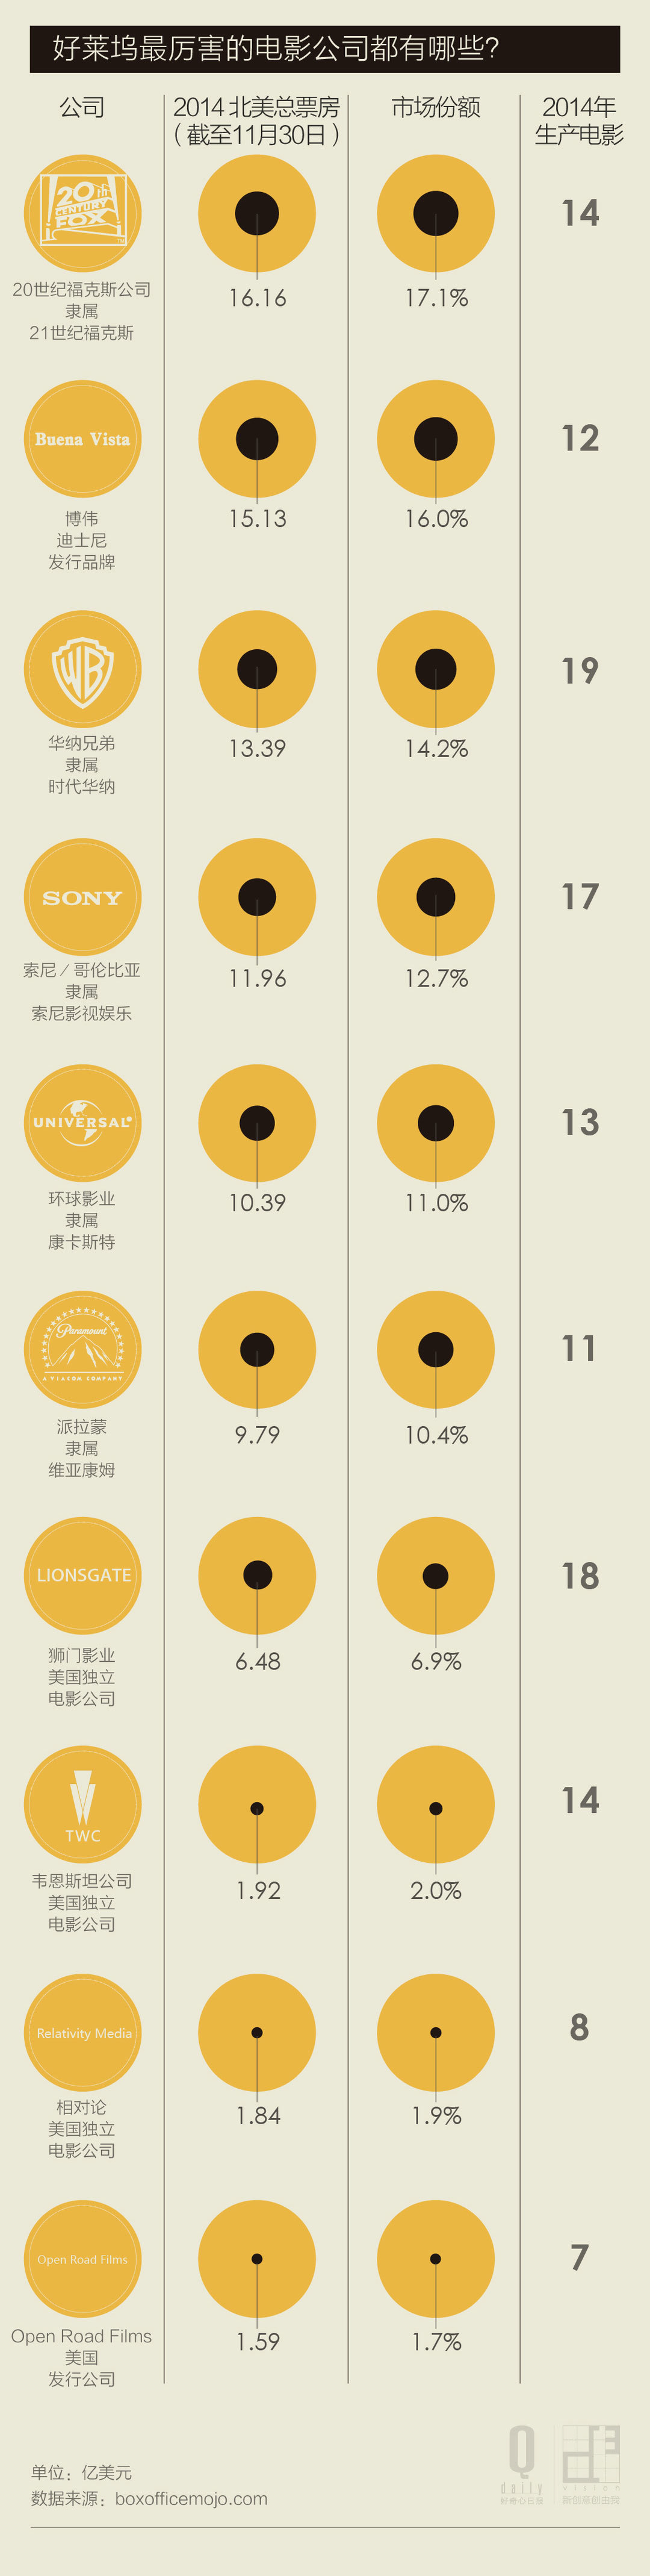 好莱坞最厉害的电影公司都有哪些?
公司
2014 北美总票房
（截至11月30日）
市场份额
2014年
生产电影
20th
CENTURY
FOX
TM
20世纪福克斯公司
隶属
21世纪福克斯
16.16
17.1%
14
Buena Vista
博伟
迪士尼
发行品牌
15.13
16.0%
12
WB
华纳兄弟
隶属
时代华纳
13.39
14.2%
19
SONY
索尼／哥伦比亚
隶属
索尼影视娱乐
11.96
12.7%
17
UNIVERSAL
环球影业
隶属
康卡斯特
10.39
11.0%
13
Paramount
A VIACOM COMPANY
派拉蒙
隶属
维亚康姆
9.79
10.4%
11
LIONSGATE
狮门影业
美国独立
电影公司
6.48
6.9%
18
TWC
韦恩斯坦公司
美国独立
电影公司
1.92
2.0%
14
Relativity Media
相对论
美国独立
电影公司
1.84
1.9%
8
Open Road Films
Open Road Films
美国
发行公司
1.59
1.7%
7
单位：亿美元
数据来源：boxofficemojo.com
Q
daily
好奇心日报
vision